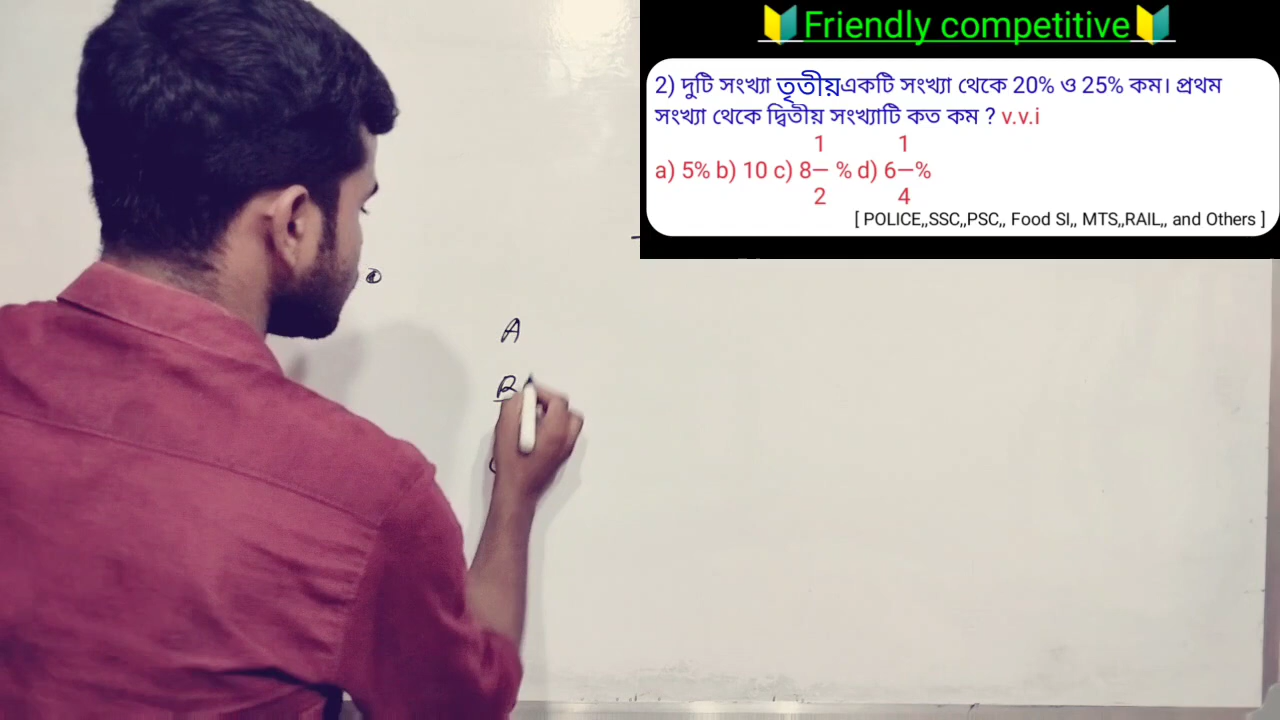 🔰Friendly competitive🔰
2) দুটি সংখ্যা তৃতীয়একটি সংখ্যা থেকে 20% ও 25% কম। প্রথম
সংখ্যা থেকে দ্বিতীয় সংখ্যাটি কত কম ? v.v.i
1 1
a) 5% b) 10 c) 8— % d) 6—%
2 4
[ POLICE,,SSC,,PSC,, Food SI,, MTS,,RAIL,, and Others ]
A
B